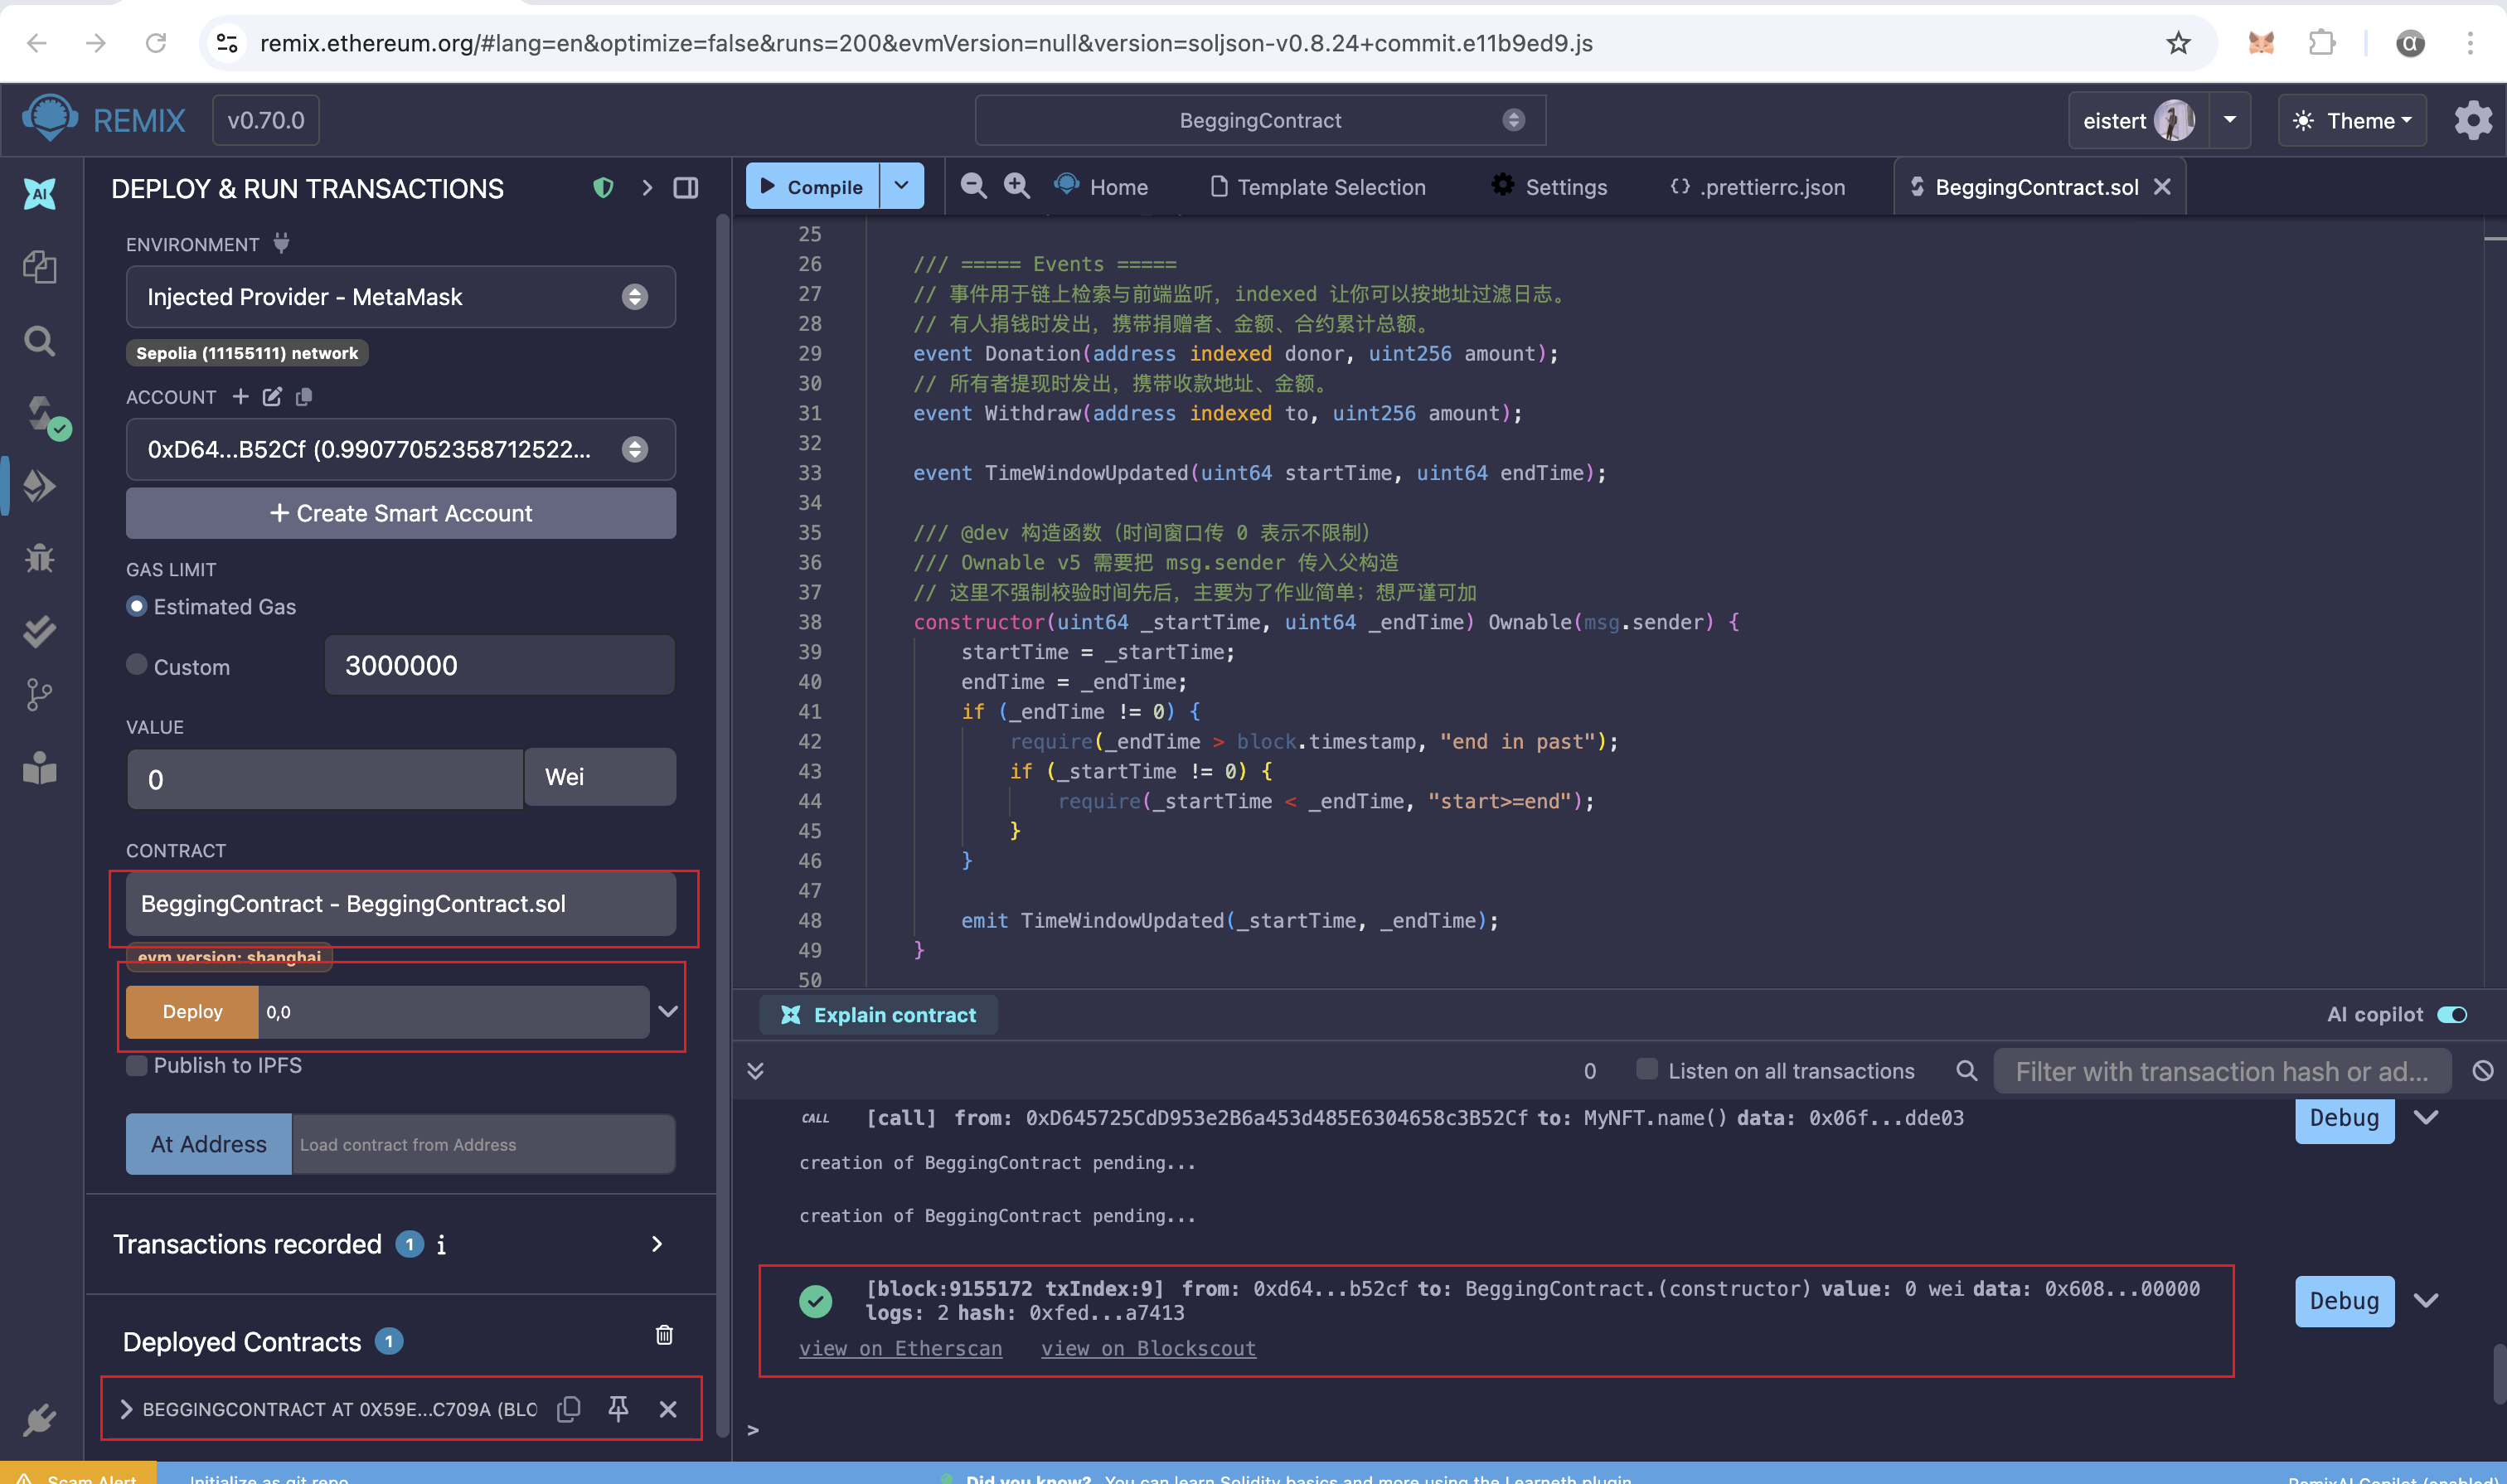 remix.ethereum.org/#lang=en&optimize=false&runs=200&evmVersion=null&version=soljson-v0.8.24+commit.e11b9ed9.js
REMIX
v0.70.0
BeggingContract
eistert
Theme
AI
DEPLOY & RUN TRANSACTIONS
ENVIRONMENT
Injected Provider - MetaMask
Sepolia (11155111) network
ACCOUNT
0xD64...B52Cf (0.99077052358712522...
+ Create Smart Account
GAS LIMIT
Estimated Gas
Custom
3000000
VALUE
0
Wei
CONTRACT
BeggingContract - BeggingContract.sol
evm version: shanghai
Deploy
0,0
Publish to IPFS
At Address
Load contract from Address
Transactions recorded 1 i
Deployed Contracts 1
BEGGINGCONTRACT AT 0X59E...C709A (BLO
Compile
Home
Template Selection
Settings
{} .prettierrc.json
BeggingContract.sol
25
26 /// ===== Events =====
27 // 事件用于链上检索与前端监听，indexed 让你可以按地址过滤日志。
28 // 有人捐钱时发出，携带捐赠者、金额、合约累计总额。
29 event Donation(address indexed donor, uint256 amount);
30 // 所有者提现时发出，携带收款地址、金额。
31 event Withdraw(address indexed to, uint256 amount);
32
33 event TimeWindowUpdated(uint64 startTime, uint64 endTime);
34
35 /// @dev 构造函数（时间窗口传 0 表示不限制）
36 /// Ownable v5 需要把 msg.sender 传入父构造
37 // 这里不强制校验时间先后，主要为了作业简单；想严谨可加
38 constructor(uint64 _startTime, uint64 _endTime) Ownable(msg.sender) {
39 startTime = _startTime;
40 endTime = _endTime;
41 if (_endTime != 0) {
42 require(_endTime > block.timestamp, "end in past");
43 if (_startTime != 0) {
44 require(_startTime < _endTime, "start>=end");
45 }
46 }
47
48 emit TimeWindowUpdated(_startTime, _endTime);
49 }
50
Explain contract
AI copilot
0
Listen on all transactions
Filter with transaction hash or ad...
CALL [call] from: 0xD645725CdD953e2B6a453d485E6304658c3B52Cf to: MyNFT.name() data: 0x06f...dde03
Debug
creation of BeggingContract pending...
creation of BeggingContract pending...
[block:9155172 txIndex:9] from: 0xd64...b52cf to: BeggingContract.(constructor) value: 0 wei data: 0x608...00000
logs: 2 hash: 0xfed...a7413
Debug
view on Etherscan view on Blockscout
>
Scam Alert
Initialize as git repo
Did you know? You can learn Solidity basics and more using the Learneth plugin
RemixAI Copilot (enabled)